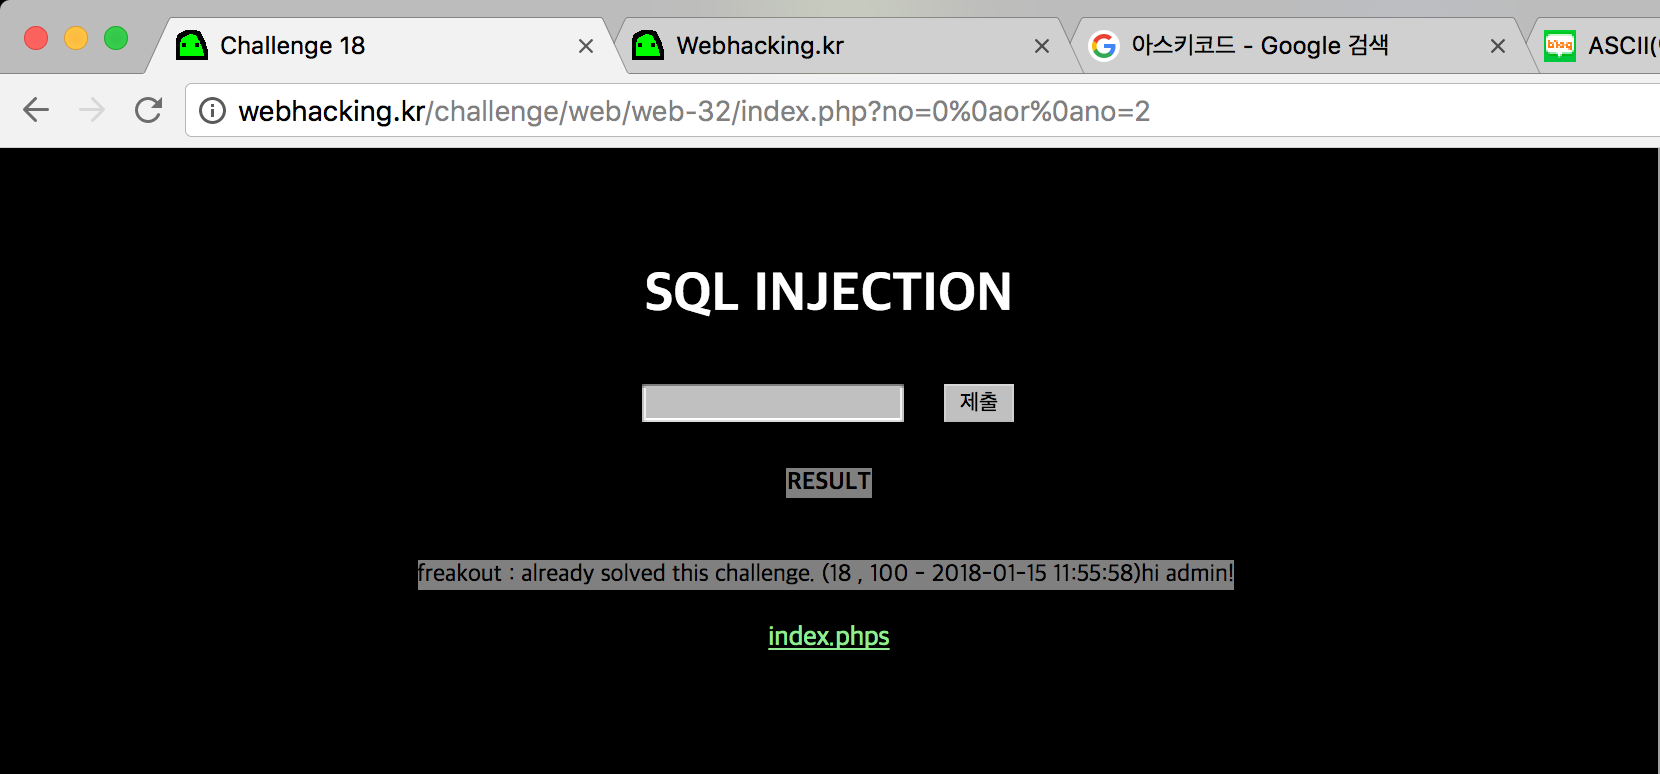 Challenge 18
Webhacking.kr
아스키코드 - Google 검색
ASCII(
webhacking.kr/challenge/web/web-32/index.php?no=0%0aor%0ano=2
SQL INJECTION
제출
RESULT
freakout : already solved this challenge. (18 , 100 - 2018-01-15 11:55:58)hi admin!
index.phps